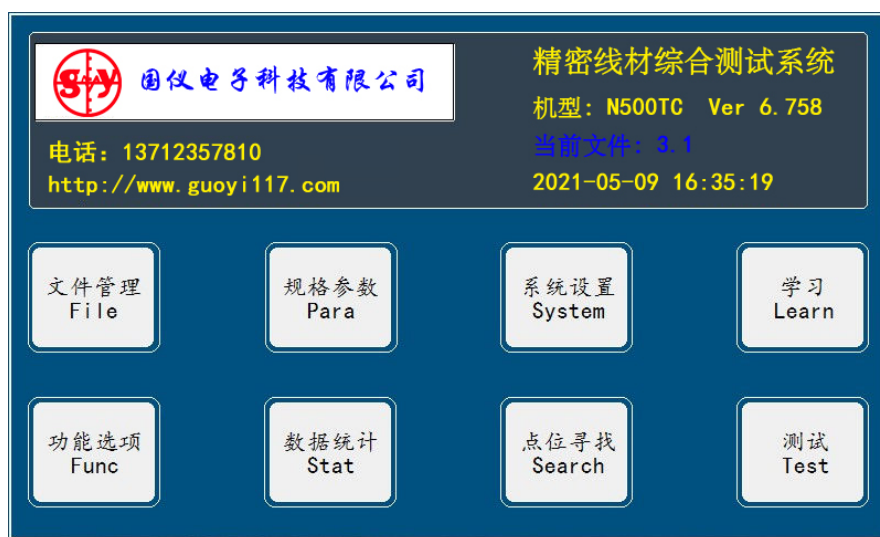 gy 国仪电子科技有限公司
电话：13712357810
http://www.guoyi117.com
精密线材综合测试系统
机型：N500TC Ver 6.758
当前文件：3.1
2021-05-09 16:35:19
文件管理
File
规格参数
Para
系统设置
System
学习
Learn
功能选项
Func
数据统计
Stat
点位寻找
Search
测试
Test